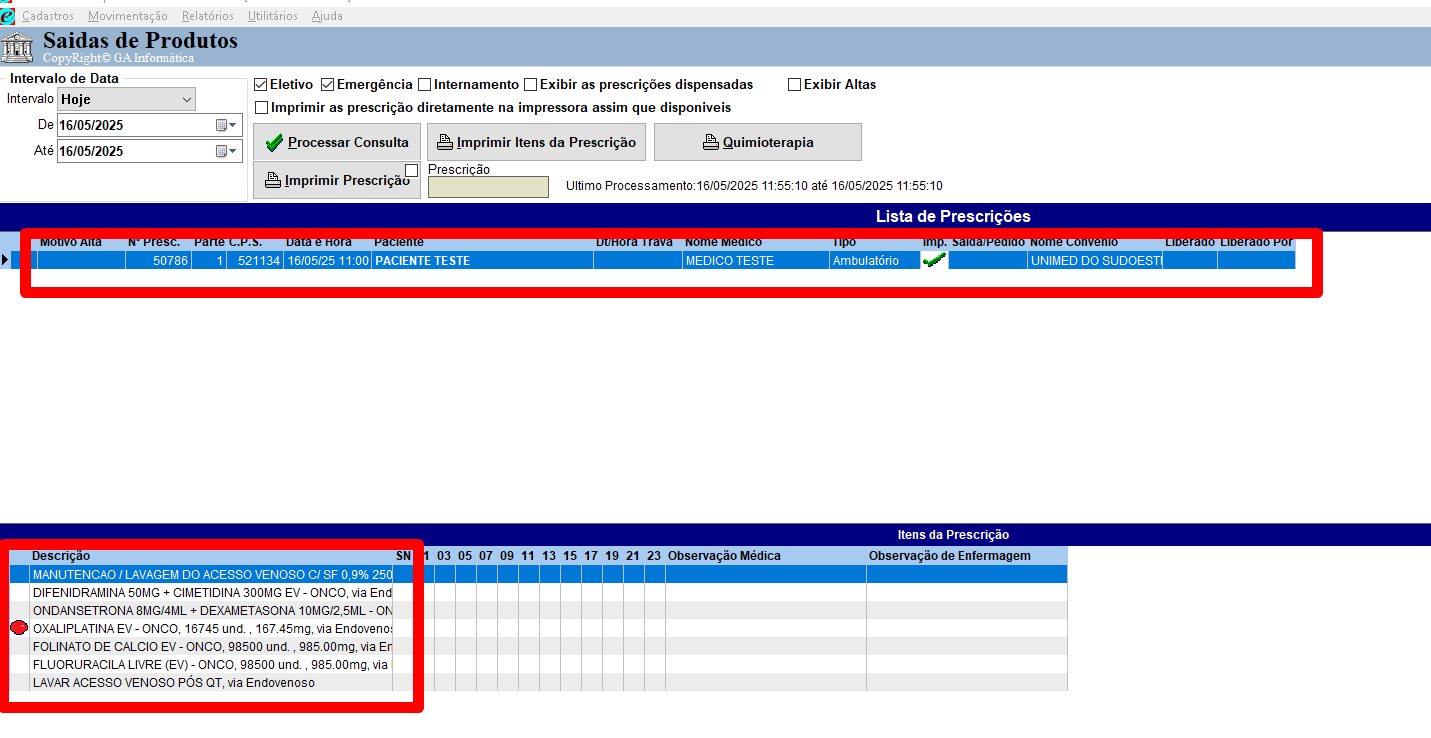 Cadastros Movimentação Relatórios Utilitários Ajuda
Saidas de Produtos
CopyRight© GA Informática
Intervalo de Data
Intervalo Hoje
De 16/05/2025
Até 16/05/2025
Eletivo Emergência Internamento Exibir as prescrições dispensadas Exibir Altas
Imprimir as prescrição diretamente na impressora assim que disponiveis
Processar Consulta Imprimir Itens da Prescrição Quimioterapia
Imprimir Prescrição Prescrição
Ultimo Processamento:16/05/2025 11:55:10 até 16/05/2025 11:55:10
Lista de Prescrições
Motivo Alta Nº Presc. Parte C.P.S. Data e Hora Paciente Dt/Hora Trava Nome Médico Tipo Imp. Saída/Pedido Nome Convênio Liberado Liberado Por
50786 1 521134 16/05/25 11:00 PACIENTE TESTE MEDICO TESTE Ambulatório UNIMED DO SUDOEST
Itens da Prescrição
Descrição SN 1 03 05 07 09 11 13 15 17 19 21 23 Observação Médica Observação de Enfermagem
MANUTENCAO / LAVAGEM DO ACESSO VENOSO C/ SF 0,9% 250
DIFENIDRAMINA 50MG + CIMETIDINA 300MG EV - ONCO, via End
ONDANSETRONA 8MG/4ML + DEXAMETASONA 10MG/2,5ML - ON
OXALIPLATINA EV - ONCO, 16745 und. , 167.45mg, via Endoveno
FOLINATO DE CALCIO EV - ONCO, 98500 und. , 985.00mg, via En
FLUORURACILA LIVRE (EV) - ONCO, 98500 und. , 985.00mg, via
LAVAR ACESSO VENOSO PÓS QT, via Endovenoso